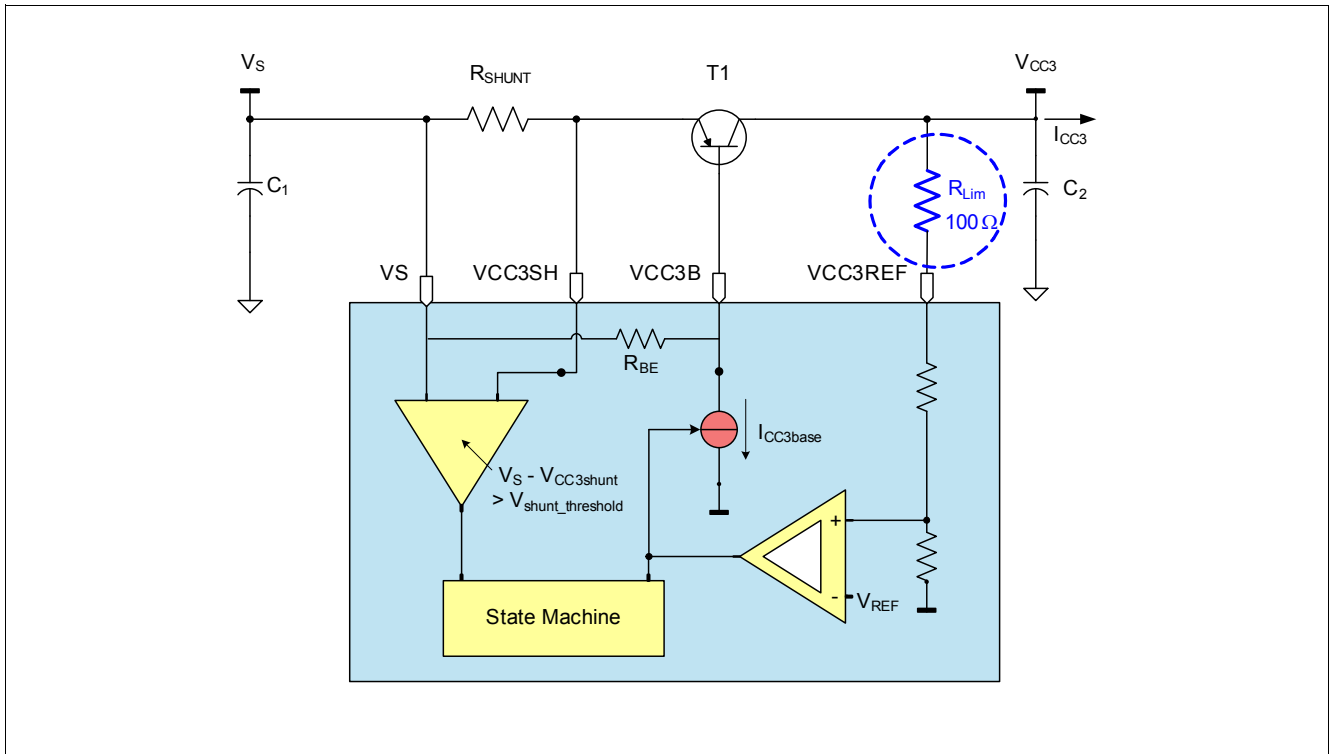 VS
RSHUNT
T1
VCC3
ICC3
C1
RLim
100 Ω
C2
VS
VCC3SH
VCC3B
VCC3REF
RBE
ICC3base
VS - VCC3shunt
> Vshunt_threshold
+
-
VREF
State Machine